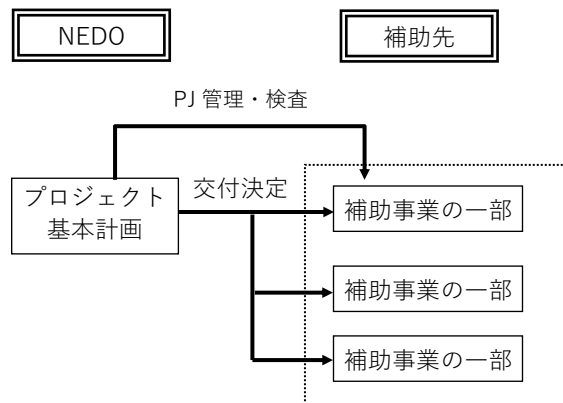 NEDO
補助先
PJ 管理・検査
プロジェクト
基本計画
交付決定
補助事業の一部
補助事業の一部
補助事業の一部